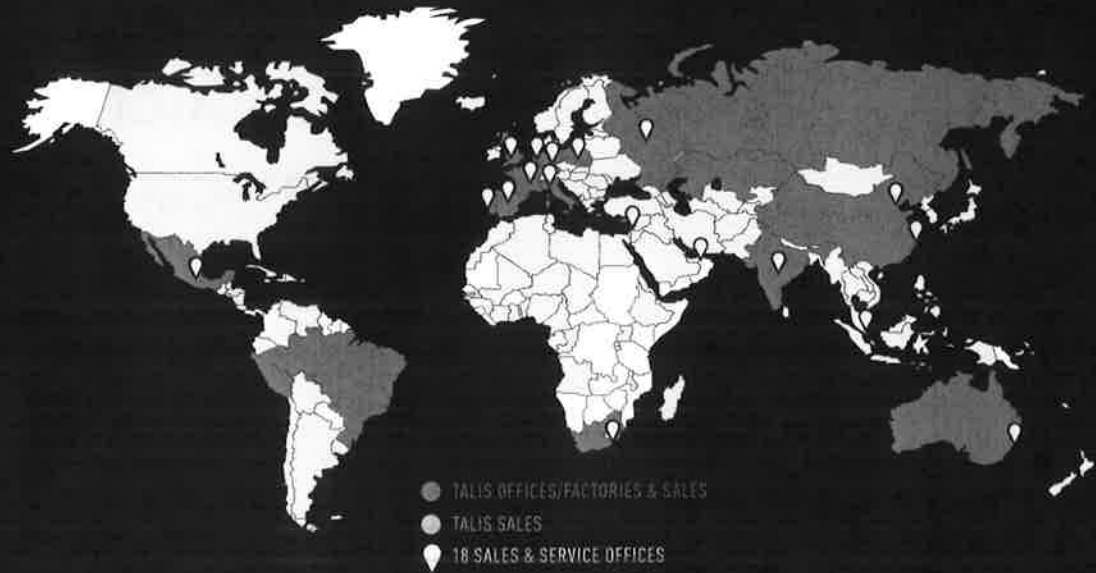 TALIS OFFICES/FACTORIES & SALES
TALIS SALES
18 SALES & SERVICE OFFICES